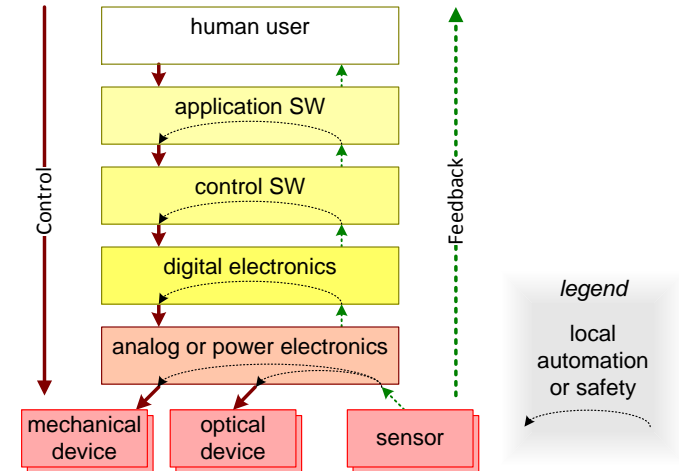 human user
application SW
control SW
digital electronics
analog or power electronics
mechanical
device
optical
device
sensor
Control
Feedback
legend
local
automation
or safety